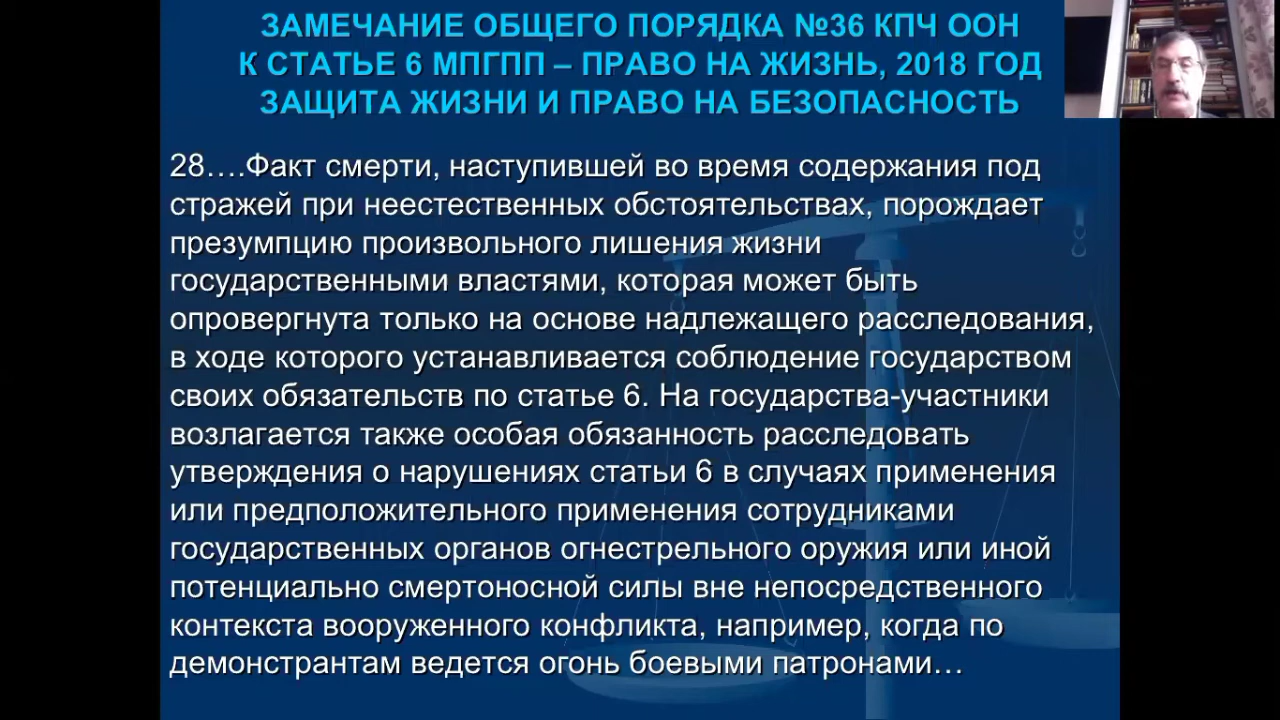 ЗАМЕЧАНИЕ ОБЩЕГО ПОРЯДКА №36 КПЧ ООН
К СТАТЬЕ 6 МПГПП – ПРАВО НА ЖИЗНЬ, 2018 ГОД
ЗАЩИТА ЖИЗНИ И ПРАВО НА БЕЗОПАСНОСТЬ
28….Факт смерти, наступившей во время содержания под
стражей при неестественных обстоятельствах, порождает
презумпцию произвольного лишения жизни
государственными властями, которая может быть
опровергнута только на основе надлежащего расследования,
в ходе которого устанавливается соблюдение государством
своих обязательств по статье 6. На государства-участники
возлагается также особая обязанность расследовать
утверждения о нарушениях статьи 6 в случаях применения
или предположительного применения сотрудниками
государственных органов огнестрельного оружия или иной
потенциально смертоносной силы вне непосредственного
контекста вооруженного конфликта, например, когда по
демонстрантам ведется огонь боевыми патронами…